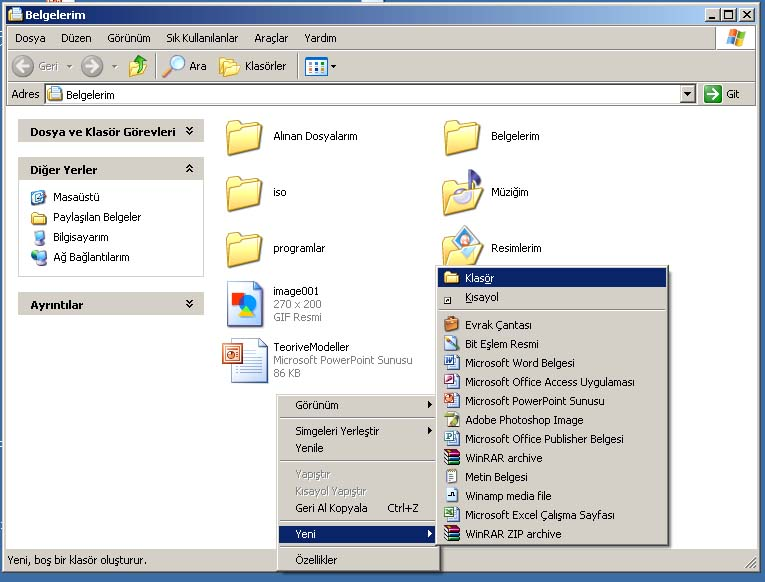 Belgelerim
Dosya Düzen Görünüm Sık Kullanılanlar Araçlar Yardım
Geri Ara Klasörler
Adres Belgelerim Git
Dosya ve Klasör Görevleri
Diğer Yerler
Masaüstü
Paylaşılan Belgeler
Bilgisayarım
Ağ Bağlantılarım
Ayrıntılar
Alınan Dosyalarım
Belgelerim
iso
Müziğim
programlar
Resimlerim
image001
270 x 200
GIF Resmi
TeoriveModeller
Microsoft PowerPoint Sunusu
86 KB
Görünüm
Simgeleri Yerleştir
Yenile
Yapıştır
Kısayol Yapıştır
Geri Al Kopyala Ctrl+Z
Yeni
Özellikler
Klasör
Kısayol
Evrak Çantası
Bit Eşlem Resmi
Microsoft Word Belgesi
Microsoft Office Access Uygulaması
Microsoft PowerPoint Sunusu
Adobe Photoshop Image
Microsoft Office Publisher Belgesi
WinRAR archive
Metin Belgesi
Winamp media file
Microsoft Excel Çalışma Sayfası
WinRAR ZIP archive
Yeni, boş bir klasör oluşturur.